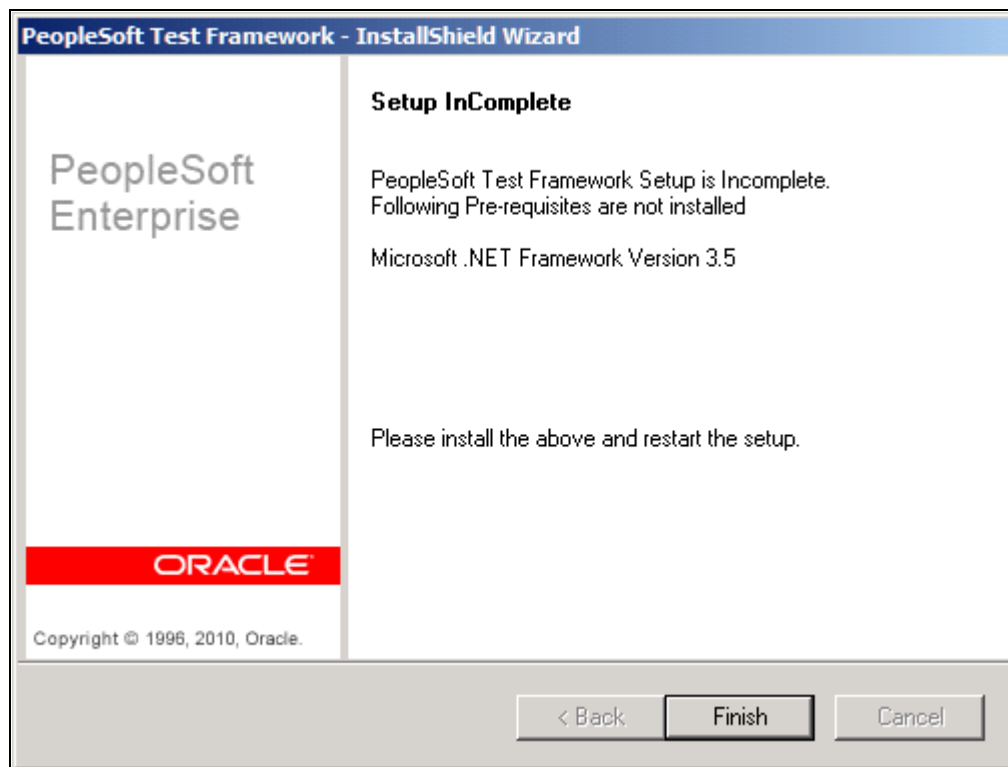 PeopleSoft Test Framework - InstallShield Wizard
Setup InComplete
PeopleSoft
Enterprise
PeopleSoft Test Framework Setup is Incomplete.
Following Pre-requisites are not installed
Microsoft .NET Framework Version 3.5
Please install the above and restart the setup.
ORACLE
Copyright © 1996, 2010, Oracle.
< Back
Finish
Cancel